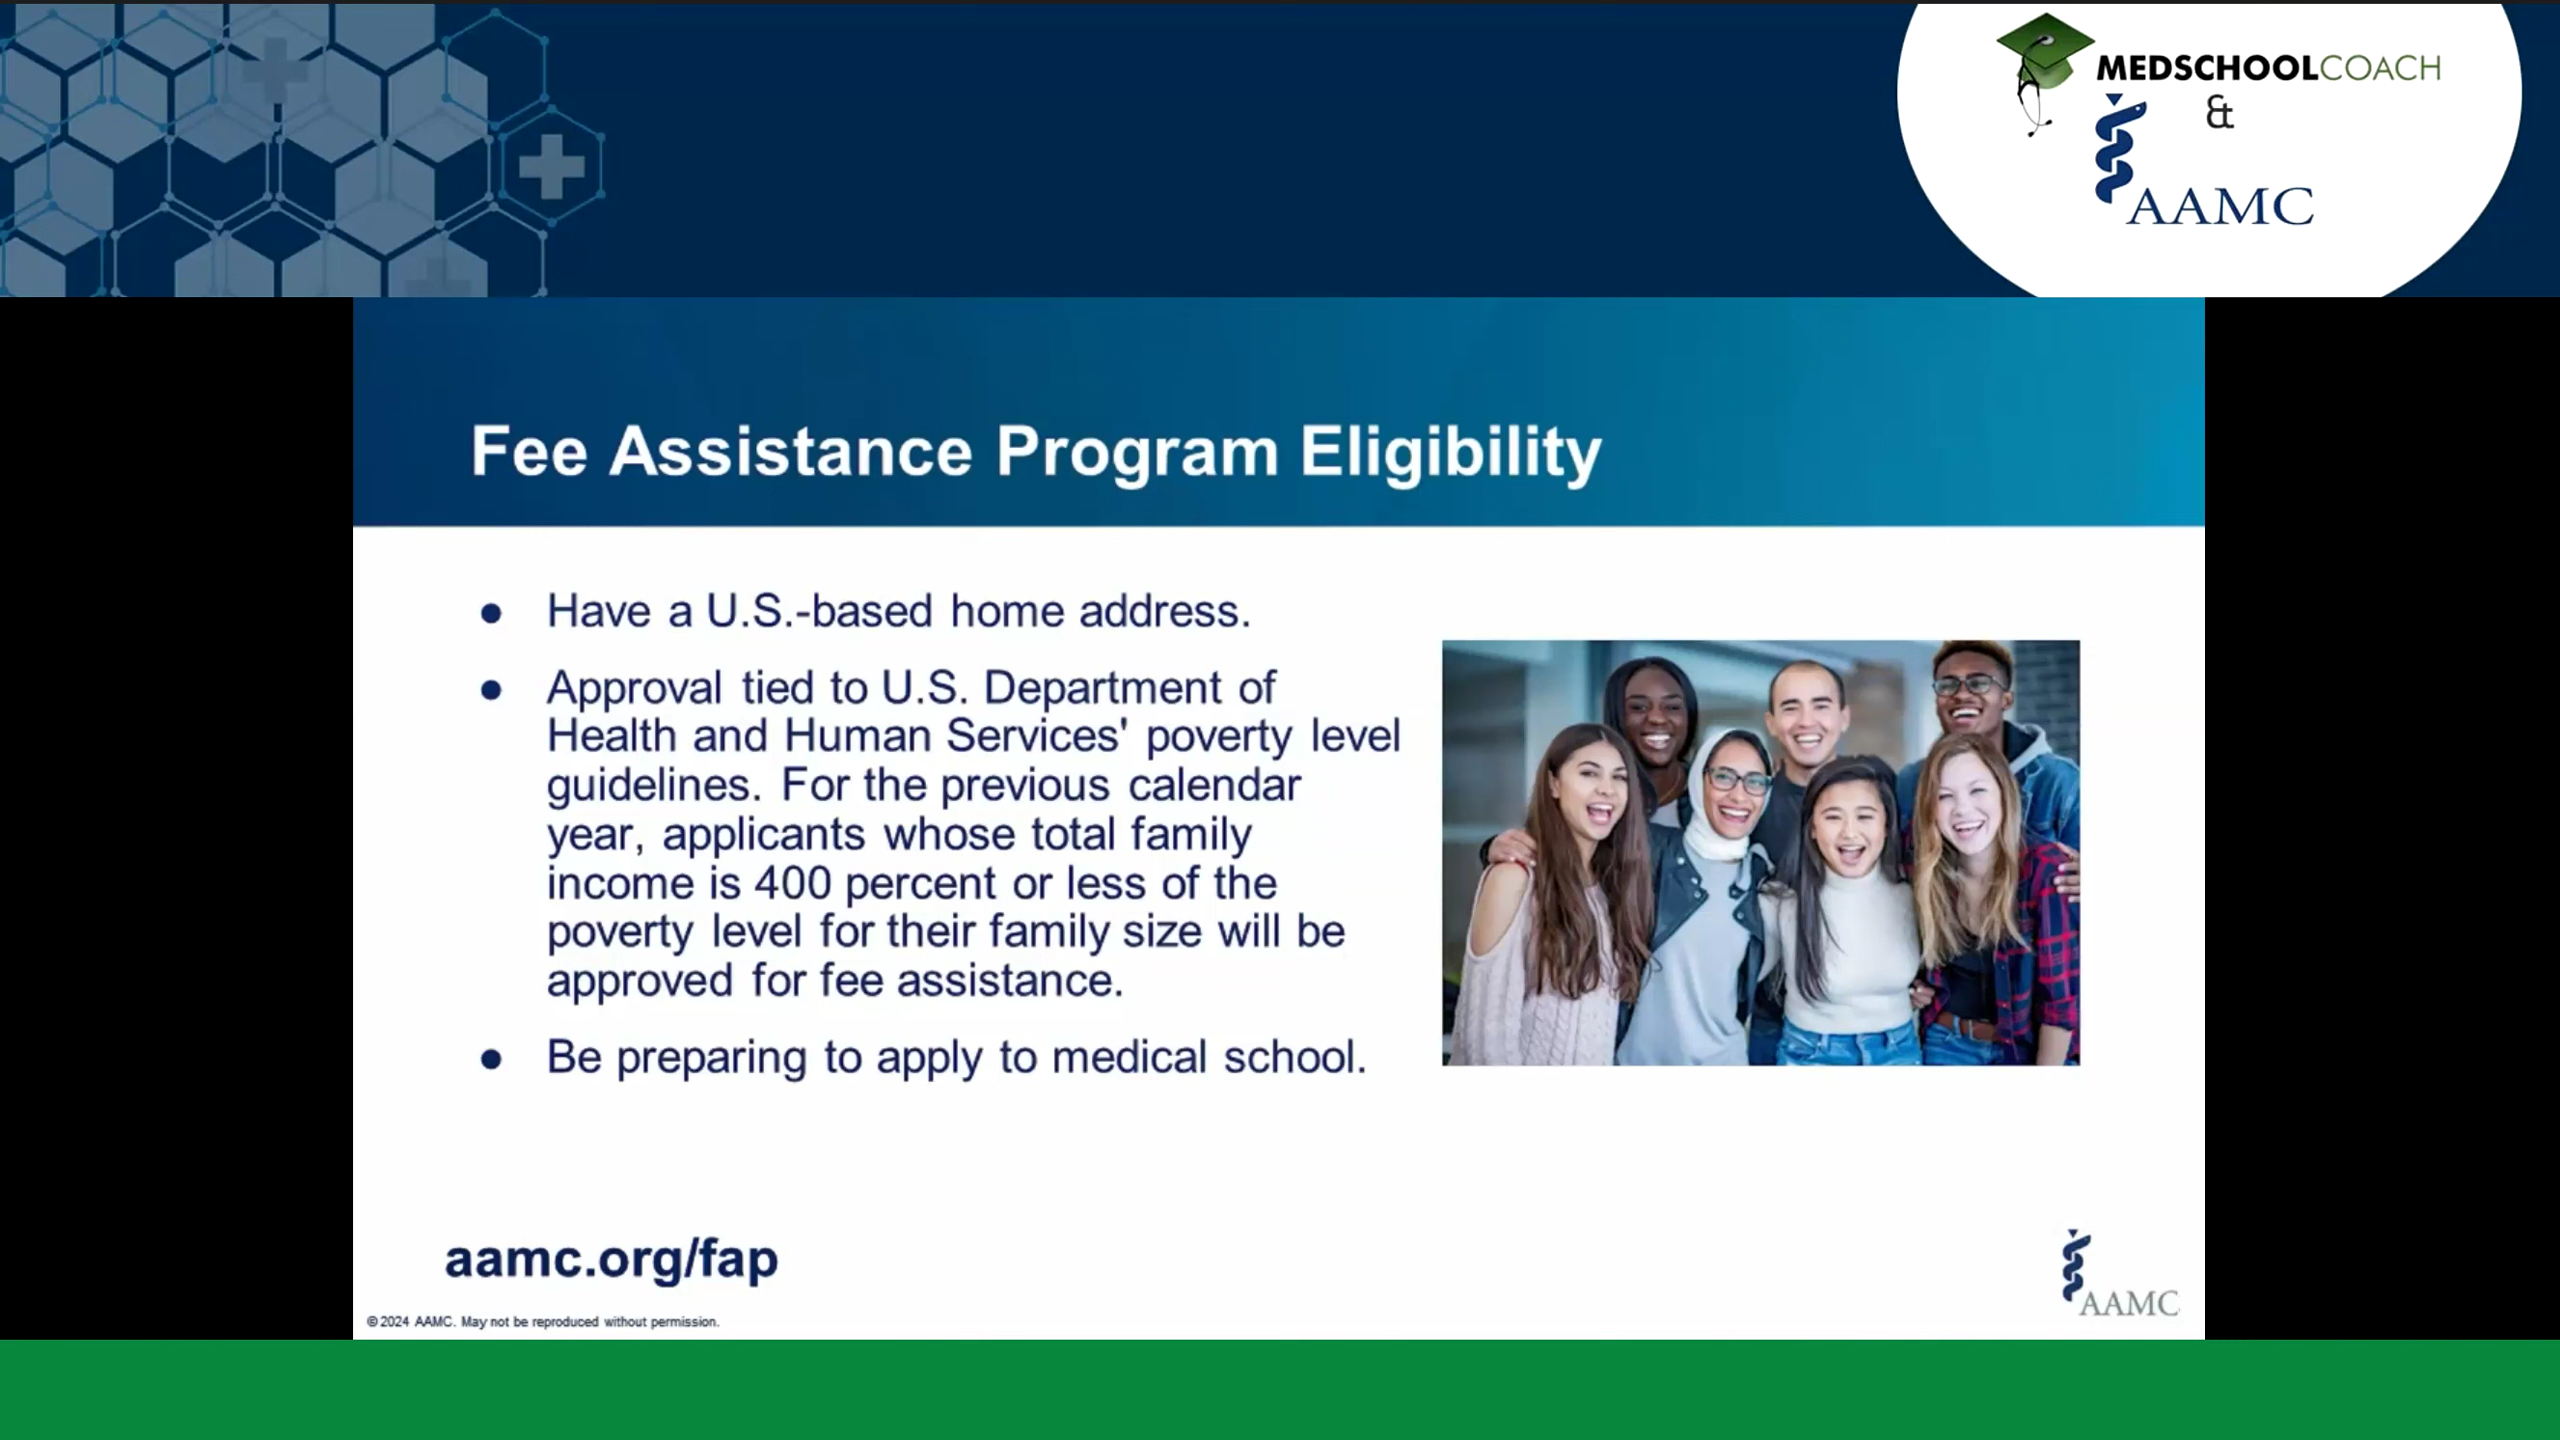 MEDSCHOOLCOACH
&
AAMC
Fee Assistance Program Eligibility
● Have a U.S.-based home address.
● Approval tied to U.S. Department of
Health and Human Services' poverty level
guidelines. For the previous calendar
year, applicants whose total family
income is 400 percent or less of the
poverty level for their family size will be
approved for fee assistance.
● Be preparing to apply to medical school.
aamc.org/fap
AAMC
©2024 AAMC. May not be reproduced without permission.